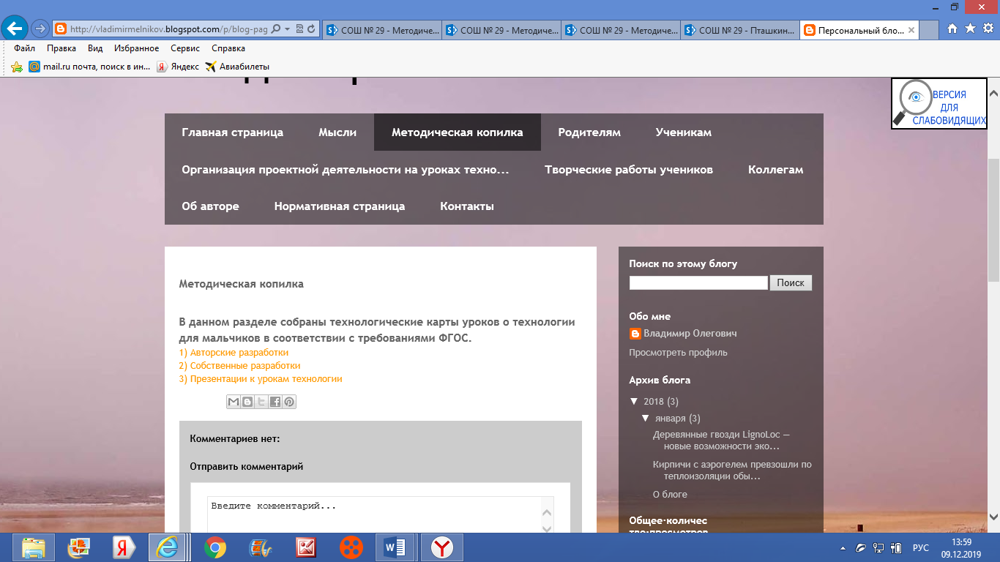 http://vladimirmelnikov.blogspot.com/p/blog-pag
СОШ № 29 - Методиче...
СОШ № 29 - Методиче...
СОШ № 29 - Методиче...
СОШ № 29 - Пташкин...
Персональный бло...
Файл Правка Вид Избранное Сервис Справка
mail.ru почта, поиск в ин... Яндекс Авиабилеты
ВЕРСИЯ
ДЛЯ
СЛАБОВИДЯЩИХ
Главная страница Мысли Методическая копилка Родителям Ученикам
Организация проектной деятельности на уроках техно... Творческие работы учеников Коллегам
Об авторе Нормативная страница Контакты
Методическая копилка
В данном разделе собраны технологические карты уроков о технологии
для мальчиков в соответствии с требованиями ФГОС.
1) Авторские разработки
2) Собственные разработки
3) Презентации к урокам технологии
Комментариев нет:
Отправить комментарий
Введите комментарий...
Поиск по этому блогу
Поиск
Обо мне
Владимир Олегович
Просмотреть профиль
Архив блога
▼ 2018 (3)
▼ января (3)
Деревянные гвозди LignoLoc —
новые возможности эко...
Кирпичи с аэрогелем превзошли по
теплоизоляции обы...
О блоге
Общее·количес
тво·просмотров
РУС
13:59
09.12.2019